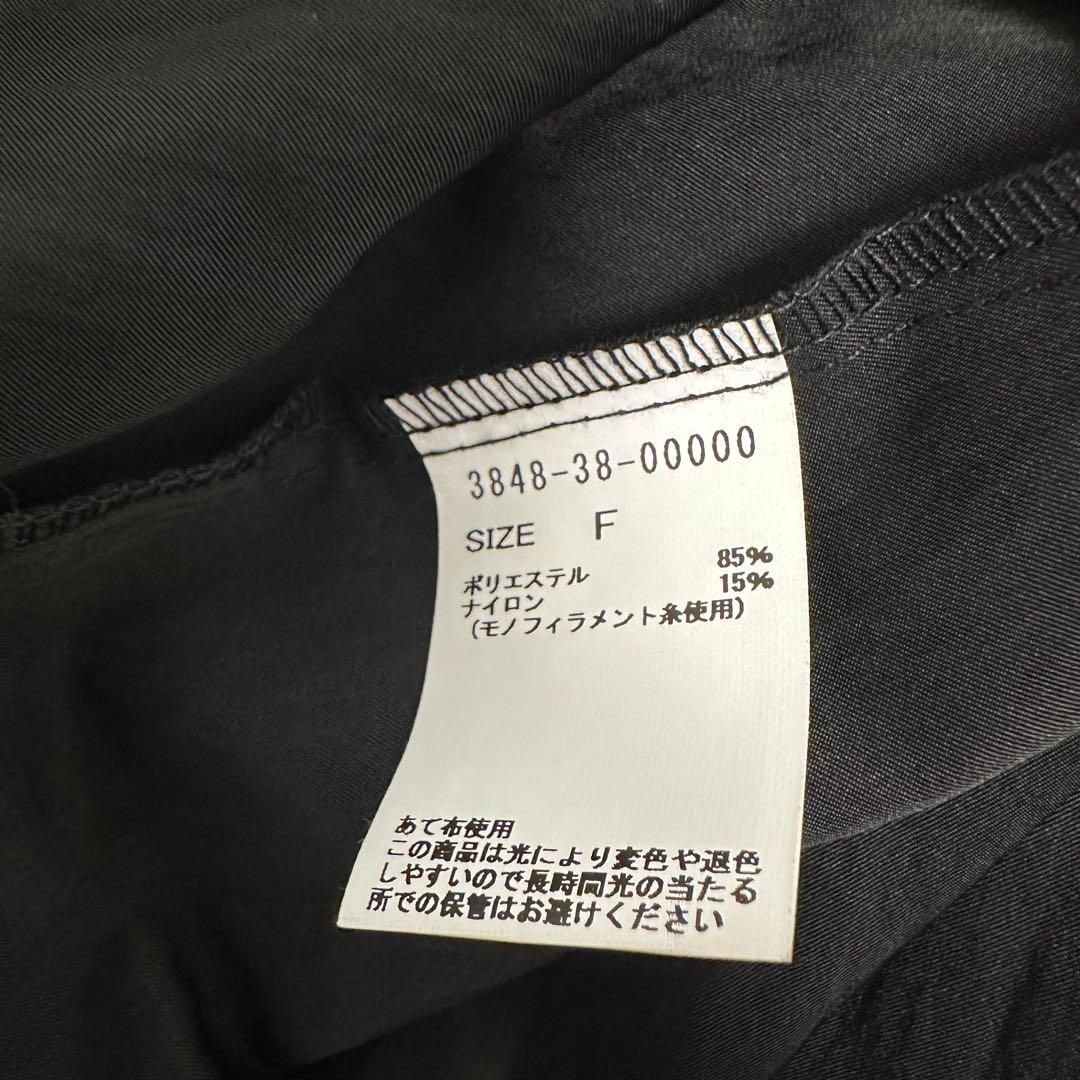 3848-38-00000
SIZE F
ポリエステル 85%
ナイロン 15%
(モノフィラメント糸使用)
あて布使用
この商品は光により変色や退色
しやすいので長時間光の当たる
所での保管はお避けください